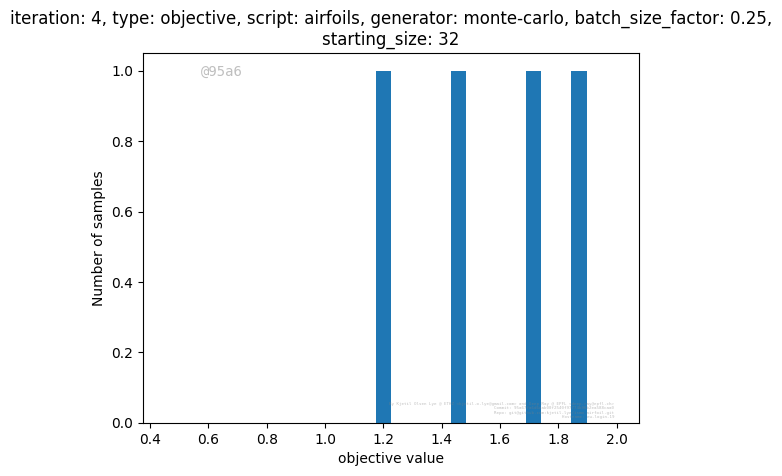 iteration: 4, type: objective, script: airfoils, generator: monte-carlo, batch_size_factor: 0.25,
starting_size: 32
@95a6
1.0
0.8
0.6
0.4
0.2
0.0
Number of samples
0.4 0.6 0.8 1.0 1.2 1.4 1.6 1.8 2.0
objective value